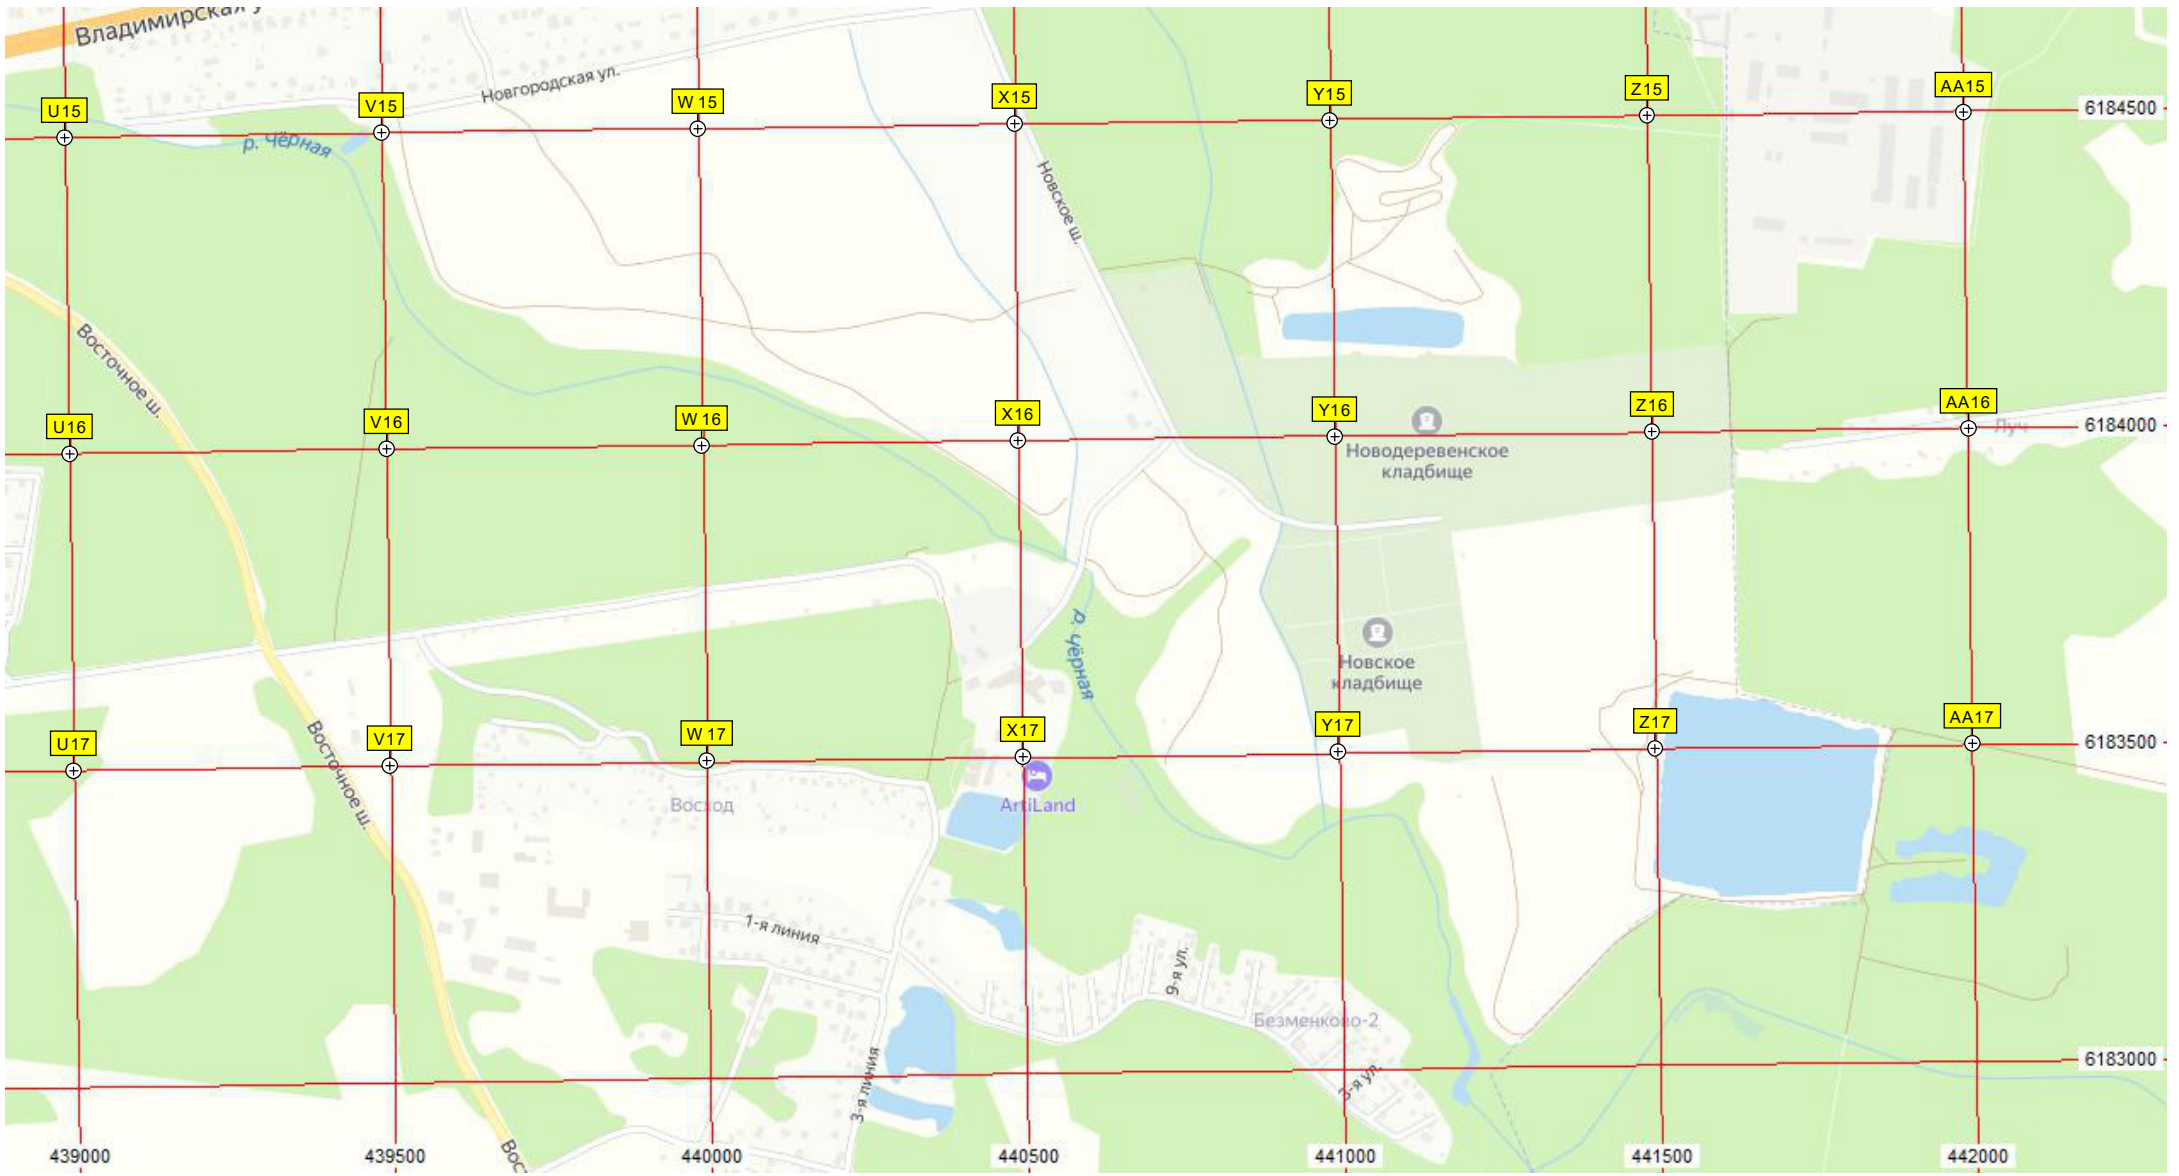 Владимирская у
Новгородская ул.
U15
V15
W 15
X15
Y15
Z15
AA15
6184500
р. Чёрная
Новское ш.
Восточное ш.
U16
V16
W 16
X16
Y16
Z16
AA16
6184000
Луч
Новодеревенское
кладбище
р. Чёрная
Новское
кладбище
U17
V17
W 17
X17
Y17
Z17
AA17
6183500
Восточное ш.
Восход
ArtiLand
1-я линия
9-я ул.
Безменково-2
3-я линия
3-я ул.
6183000
Вос
439000
439500
440000
440500
441000
441500
442000